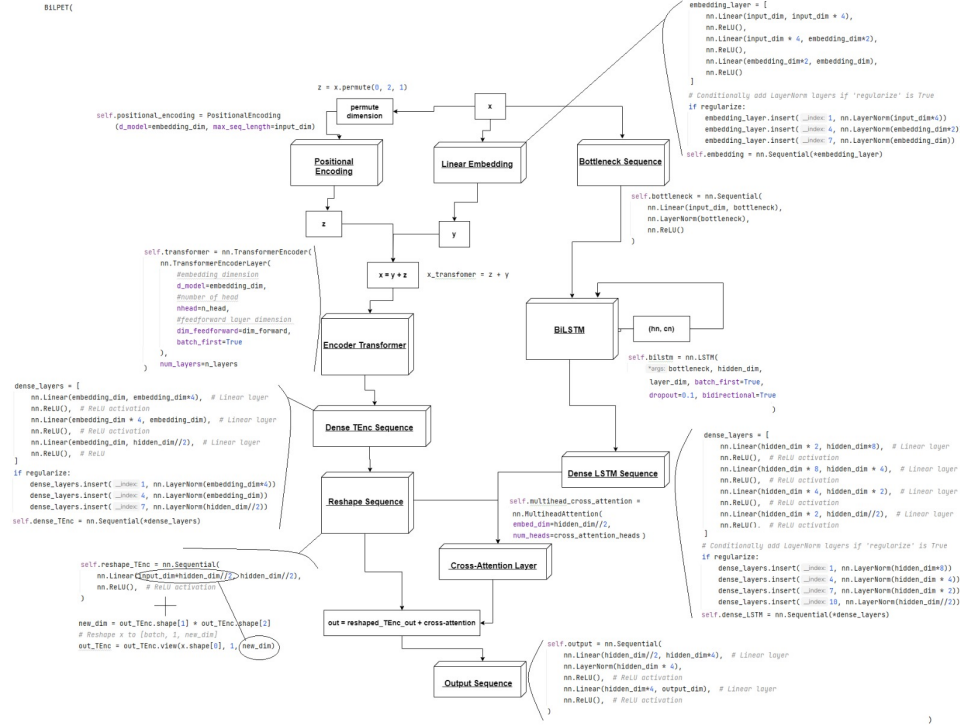 BiLPET(
embedding_layer = [
nn.Linear(input_dim, input_dim * 4),
nn.ReLU(),
nn.Linear(input_dim * 4, embedding_dim*2),
nn.ReLU(),
nn.Linear(embedding_dim*2, embedding_dim),
nn.ReLU()
]
# Conditionally add LayerNorm layers if 'regularize' is True
if regularize:
embedding_layer.insert( __index: 1, nn.LayerNorm(input_dim*4))
embedding_layer.insert( __index: 4, nn.LayerNorm(embedding_dim*2))
embedding_layer.insert( __index: 7, nn.LayerNorm(embedding_dim))
self.embedding = nn.Sequential(*embedding_layer)
z = x.permute(0, 2, 1)
permute
dimension
x
self.positional_encoding = PositionalEncoding
(d_model=embedding_dim, max_seq_length=input_dim)
Positional
Encoding
Linear Embedding
Bottleneck Sequence
self.bottleneck = nn.Sequential(
nn.Linear(input_dim, bottleneck),
nn.LayerNorm(bottleneck),
nn.ReLU()
)
z
y
x = y + z
x_transfomer = z + y
self.transformer = nn.TransformerEncoder(
nn.TransformerEncoderLayer(
#embedding dimension
d_model=embedding_dim,
#number of head
nhead=n_head,
#feedforward layer dimension
dim_feedforward=dim_forward,
batch_first=True
),
num_layers=n_layers
)
Encoder Transformer
BiLSTM
(hn, cn)
self.bilstm = nn.LSTM(
*args: bottleneck, hidden_dim,
layer_dim, batch_first=True,
dropout=0.1, bidirectional=True
)
dense_layers = [
nn.Linear(embedding_dim, embedding_dim*4), # Linear layer
nn.ReLU(), # ReLU activation
nn.Linear(embedding_dim * 4, embedding_dim), # Linear layer
nn.ReLU(), # ReLU activation
nn.Linear(embedding_dim, hidden_dim//2), # Linear layer
nn.ReLU(), # ReLU
]
if regularize:
dense_layers.insert( __index: 1, nn.LayerNorm(embedding_dim*4))
dense_layers.insert( __index: 4, nn.LayerNorm(embedding_dim))
dense_layers.insert( __index: 7, nn.LayerNorm(hidden_dim//2))
self.dense_TEnc = nn.Sequential(*dense_layers)
Dense TEnc Sequence
Dense LSTM Sequence
dense_layers = [
nn.Linear(hidden_dim * 2, hidden_dim*8), # Linear layer
nn.ReLU(), # ReLU activation
nn.Linear(hidden_dim * 8, hidden_dim * 4), # Linear layer
nn.ReLU(), # ReLU activation
nn.Linear(hidden_dim * 4, hidden_dim * 2), # Linear layer
nn.ReLU(), # ReLU activation
nn.Linear(hidden_dim * 2, hidden_dim//2), # Linear layer
nn.ReLU(), # ReLU activation
]
# Conditionally add LayerNorm layers if 'regularize' is True
if regularize:
dense_layers.insert( __index: 1, nn.LayerNorm(hidden_dim*8))
dense_layers.insert( __index: 4, nn.LayerNorm(hidden_dim * 4))
dense_layers.insert( __index: 7, nn.LayerNorm(hidden_dim * 2))
dense_layers.insert( __index: 10, nn.LayerNorm(hidden_dim//2))
self.dense_LSTM = nn.Sequential(*dense_layers)
Reshape Sequence
self.multihead_cross_attention =
nn.MultiheadAttention(
embed_dim=hidden_dim//2,
num_heads=cross_attention_heads )
Cross-Attention Layer
self.reshape_TEnc = nn.Sequential(
nn.Linear(input_dim*hidden_dim//2, hidden_dim//2),
nn.ReLU(), # ReLU activation
)
new_dim = out_TEnc.shape[1] * out_TEnc.shape[2]
# Reshape x to [batch, 1, new_dim]
out_TEnc = out_TEnc.view(x.shape[0], 1, new_dim)
out = reshaped_TEnc_out + cross-attention
Output Sequence
self.output = nn.Sequential(
nn.Linear(hidden_dim//2, hidden_dim*4), # Linear layer
nn.LayerNorm(hidden_dim * 4),
nn.ReLU(), # ReLU activation
nn.Linear(hidden_dim*4, output_dim), # Linear layer
nn.ReLU(), # ReLU activation
)
)